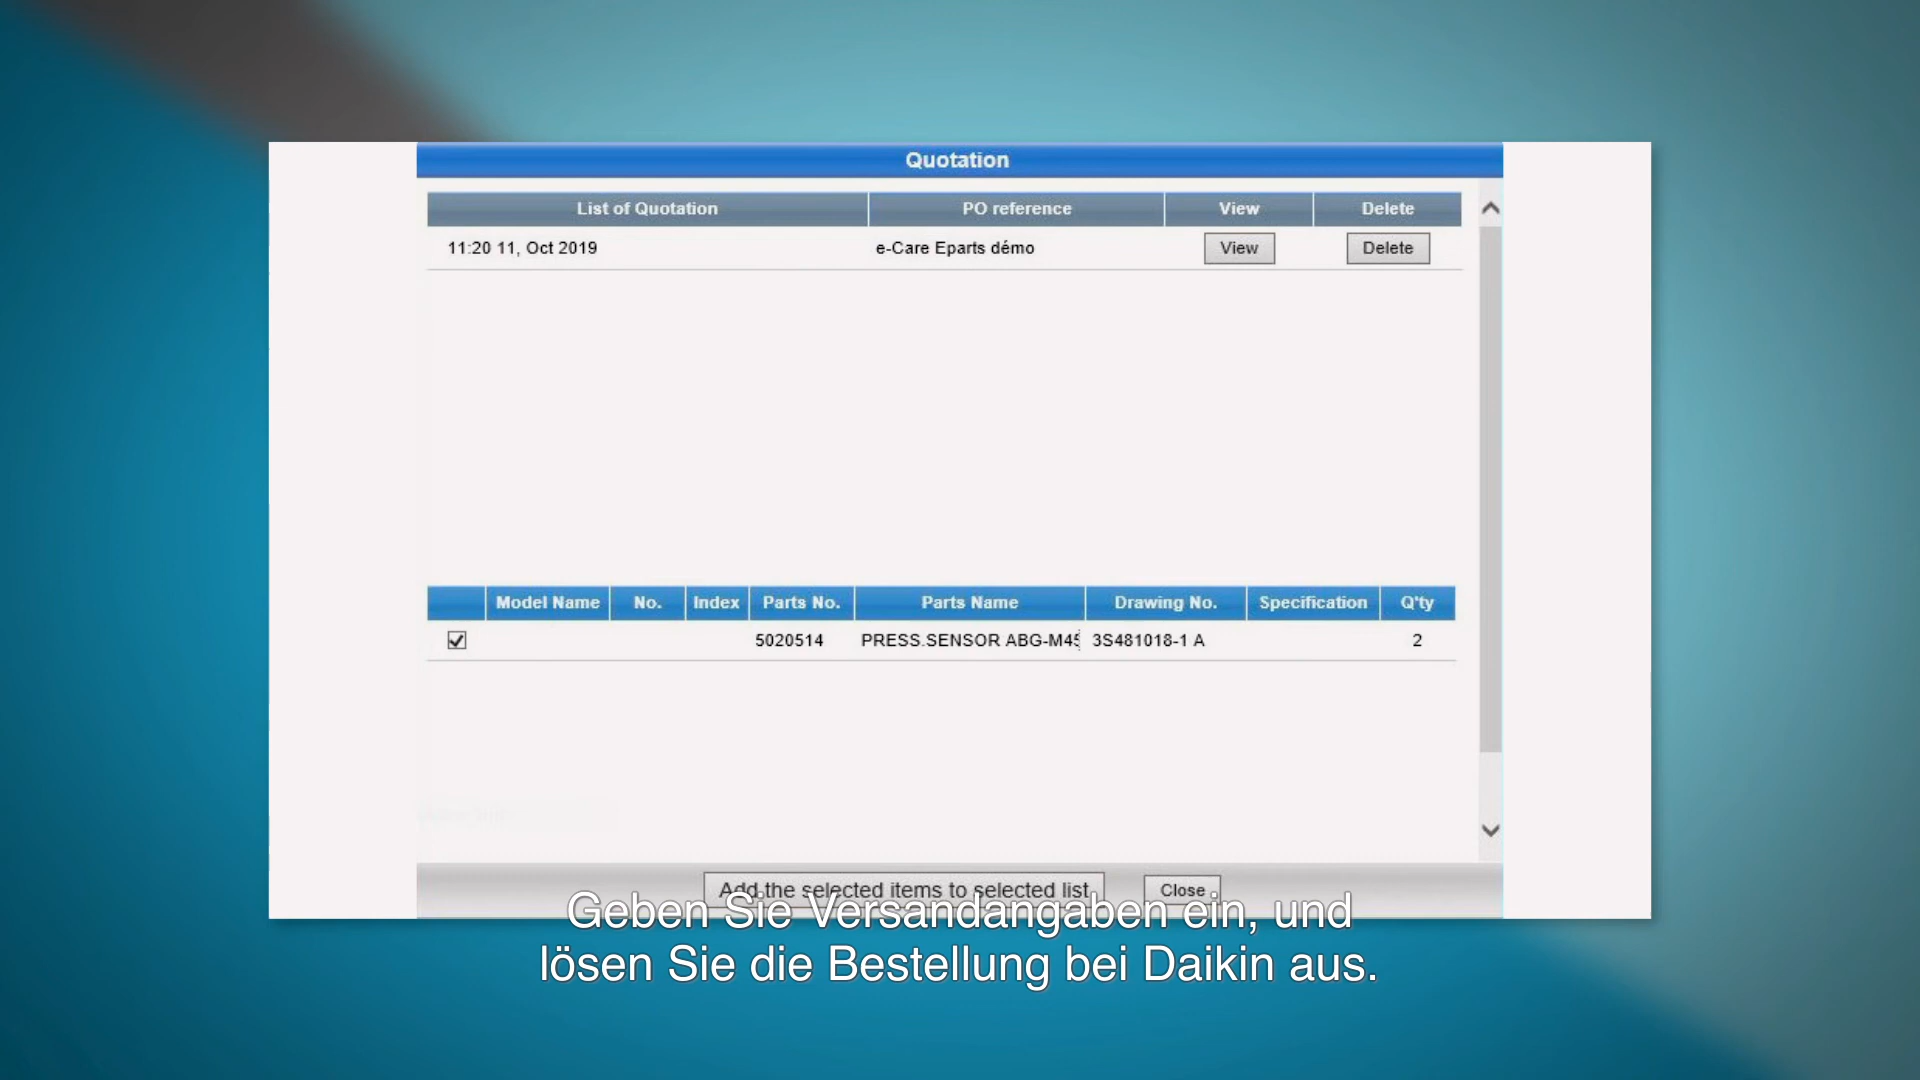 Quotation
List of Quotation PO reference View Delete
11:20 11, Oct 2019 e-Care Eparts démo View Delete
Model Name No. Index Parts No. Parts Name Drawing No. Specification Q'ty
5020514 PRESS.SENSOR ABG-M45 3S481018-1 A 2
Add the selected items to selected list Close
Geben Sie Versandangaben ein, und
lösen Sie die Bestellung bei Daikin aus.